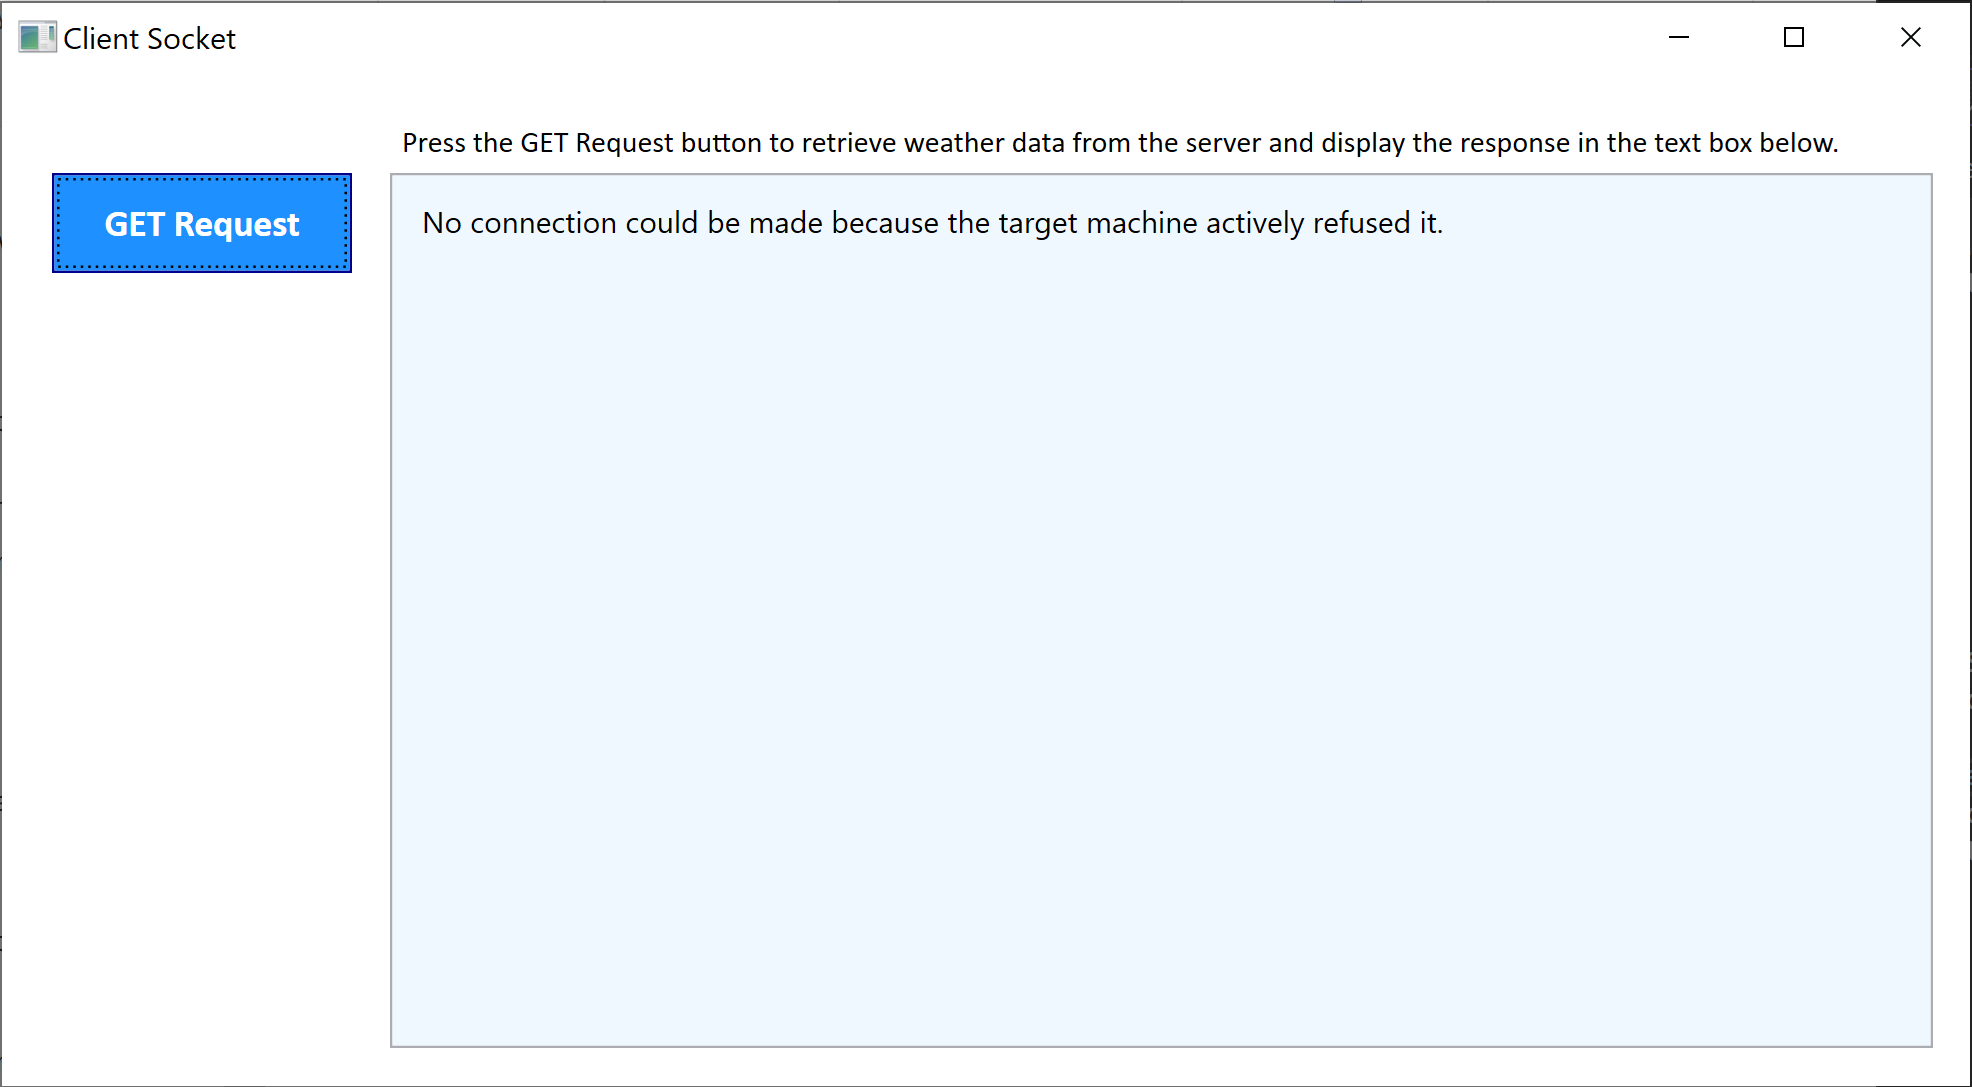 Client Socket
Press the GET Request button to retrieve weather data from the server and display the response in the text box below.
GET Request
No connection could be made because the target machine actively refused it.